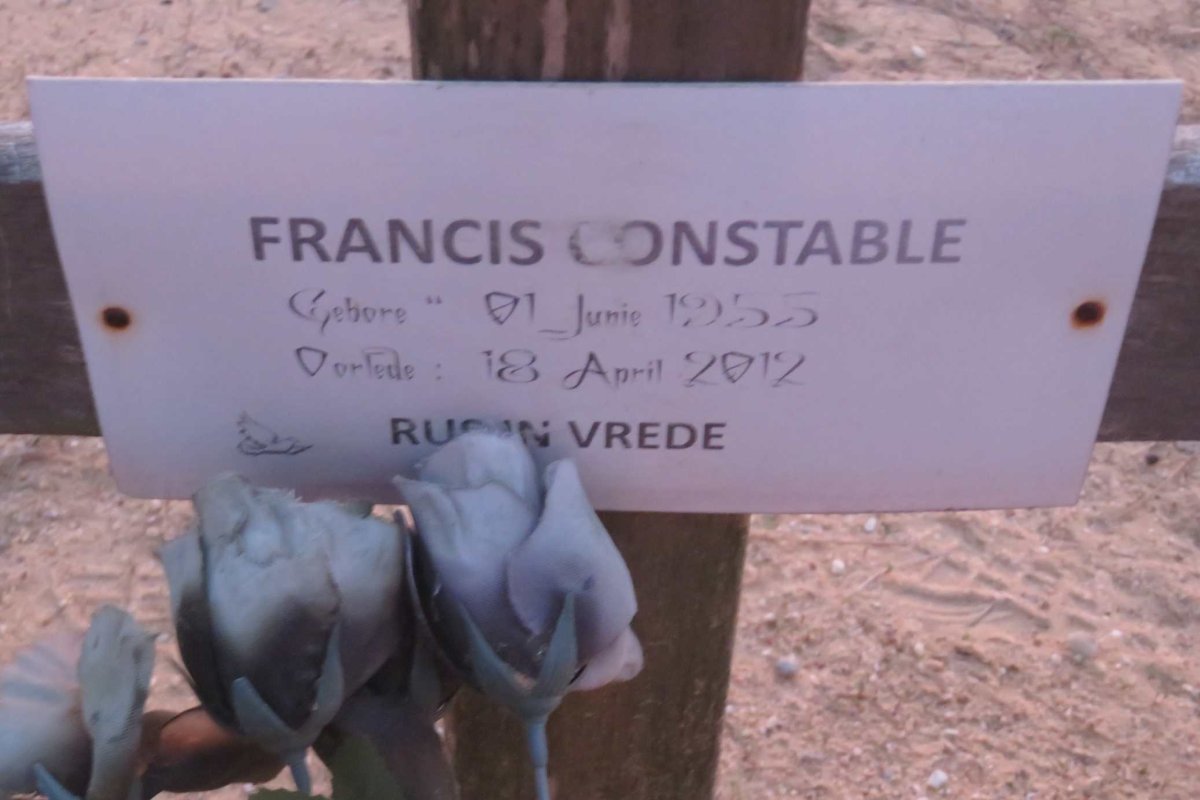 FRANCIS CONSTABLE
Gebore " 01 Junie 1955
Oorlede : 18 April 2012
RUS IN VREDE